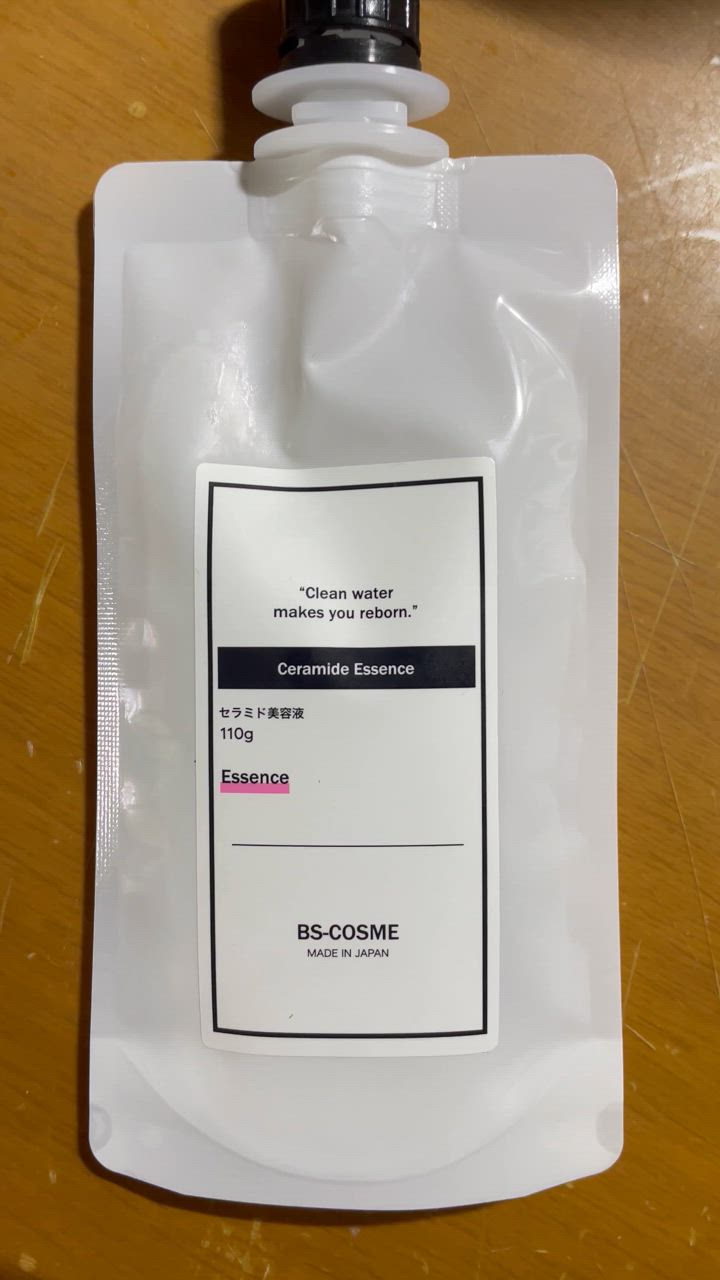 “Clean water
makes you reborn.”
Ceramide Essence
セラミド美容液
110g
Essence
BS-COSME
MADE IN JAPAN